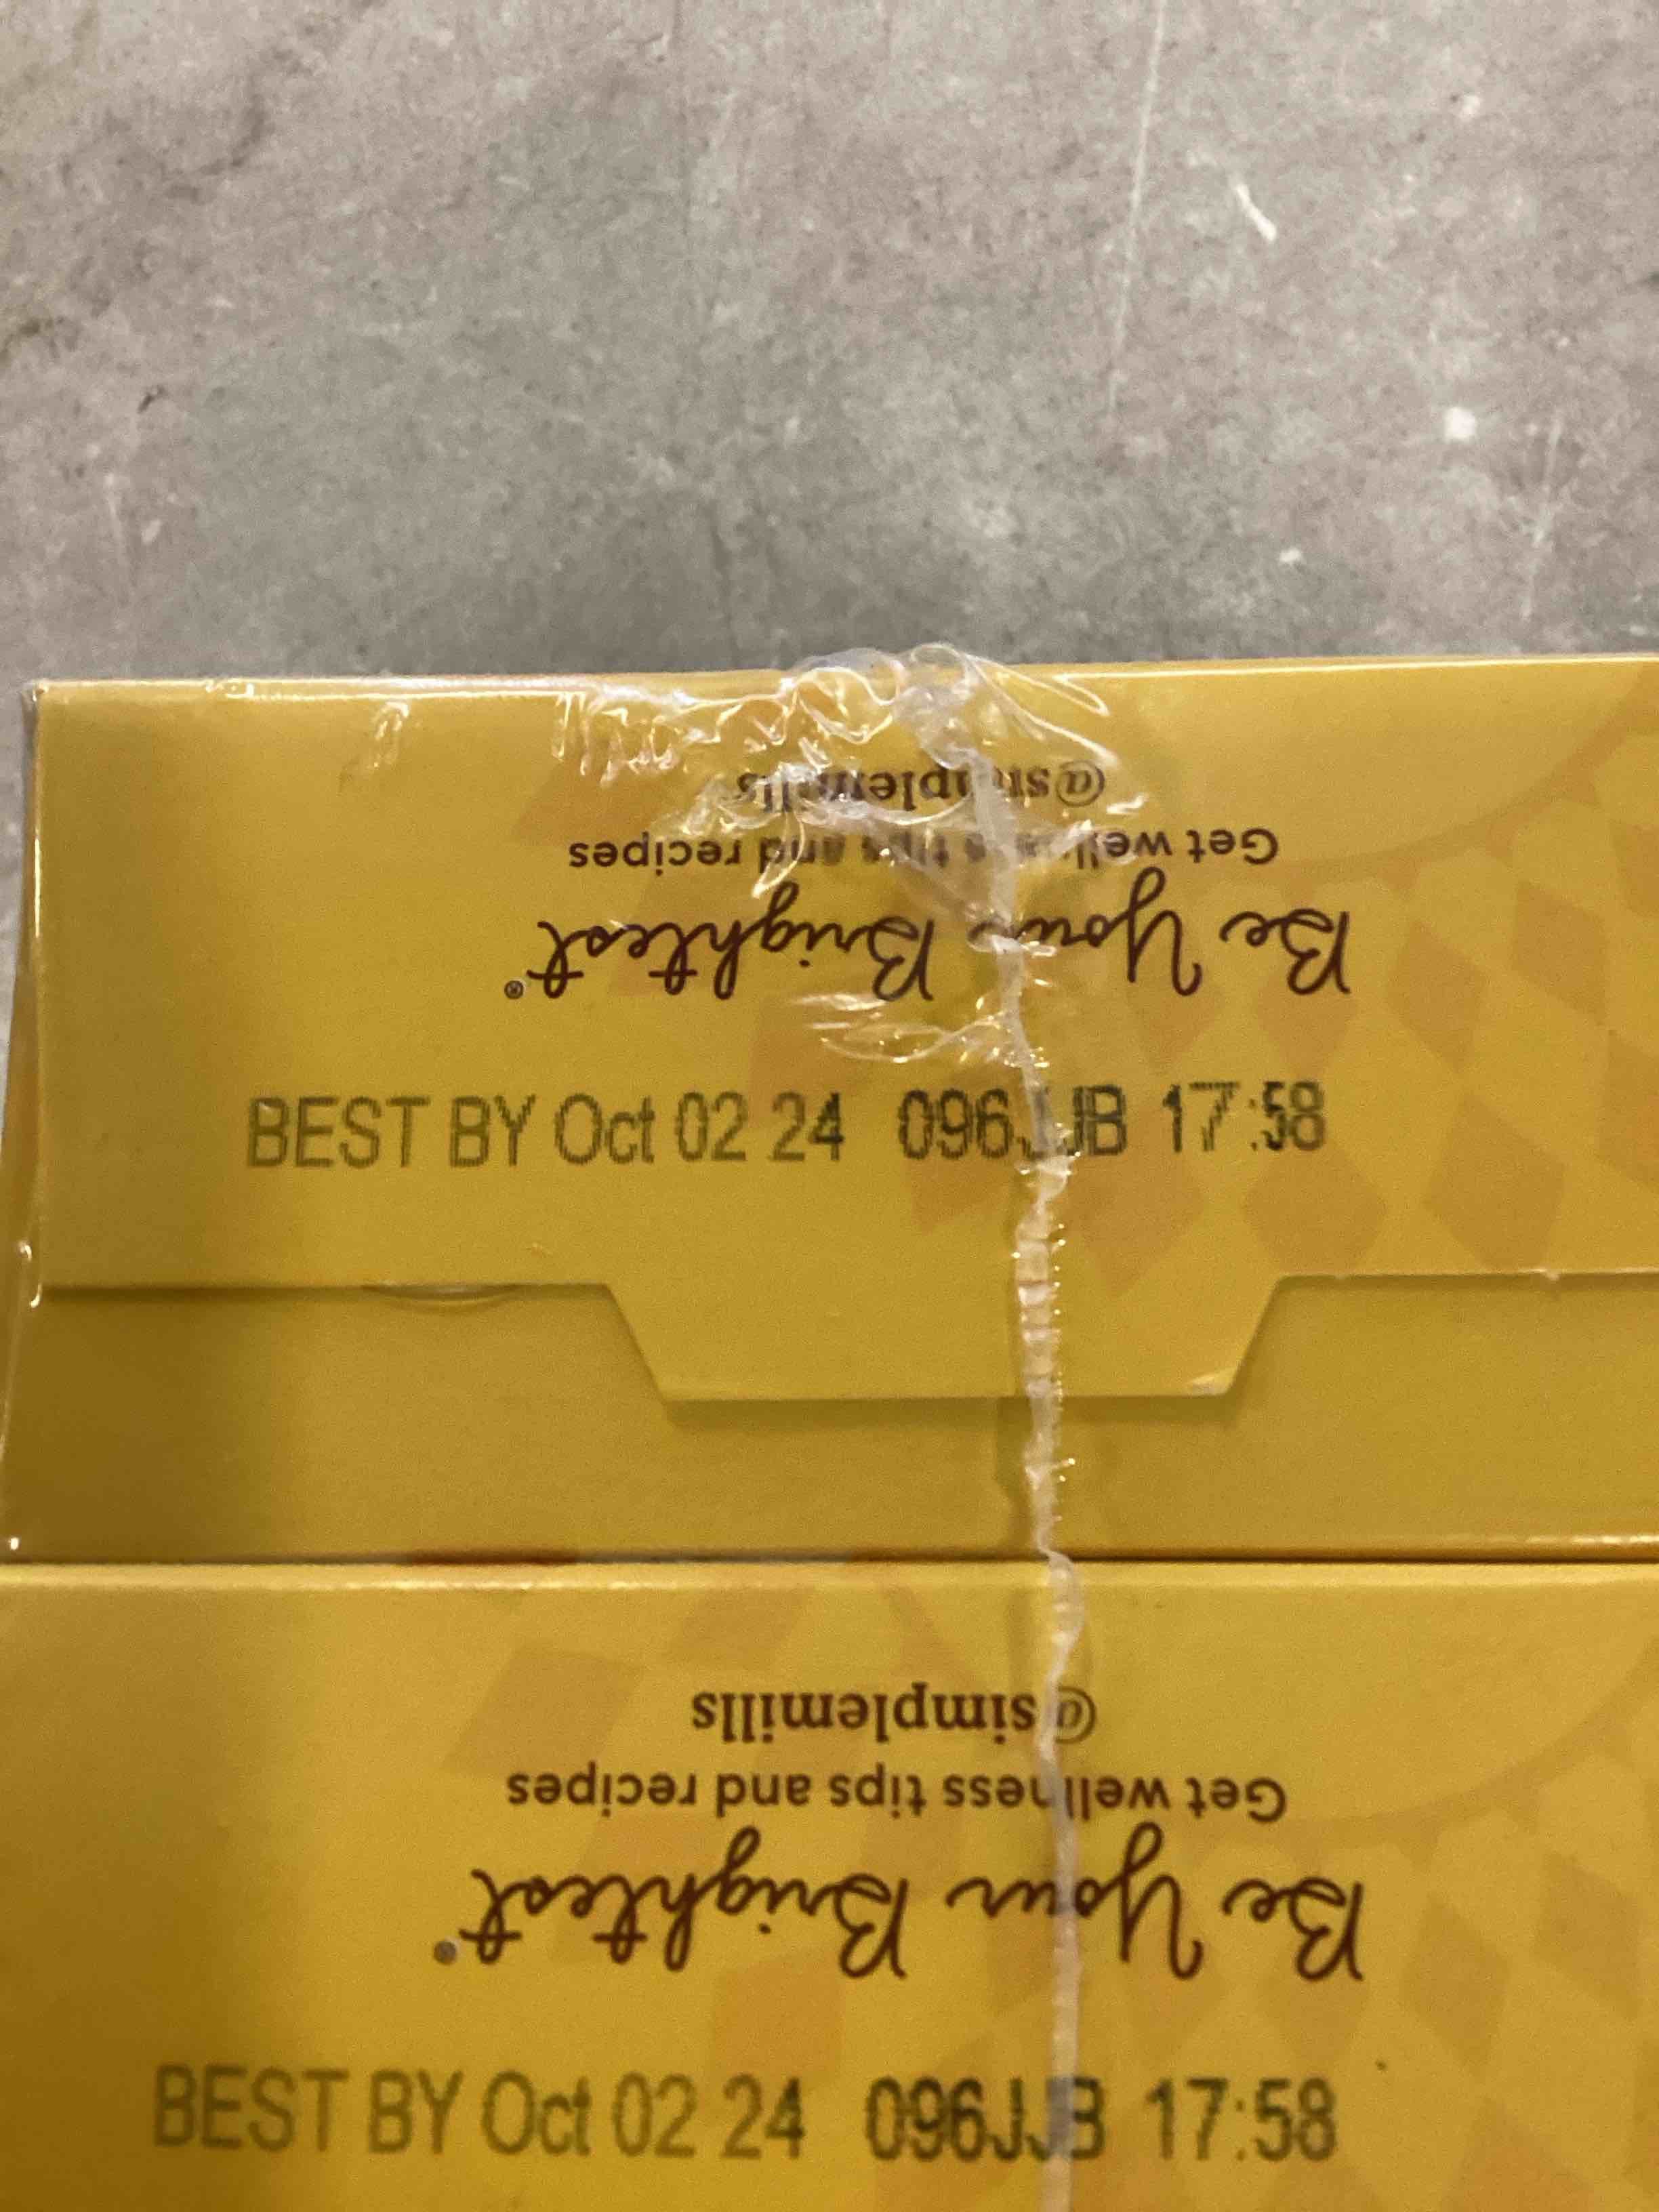 @simplemills
Get wellness tips and recipes
Be Your Brightest®
BEST BY Oct 02 24 096JJB 17:58
@simplemills
Get wellness tips and recipes
Be Your Brightest®
BEST BY Oct 02 24 096JJB 17:58